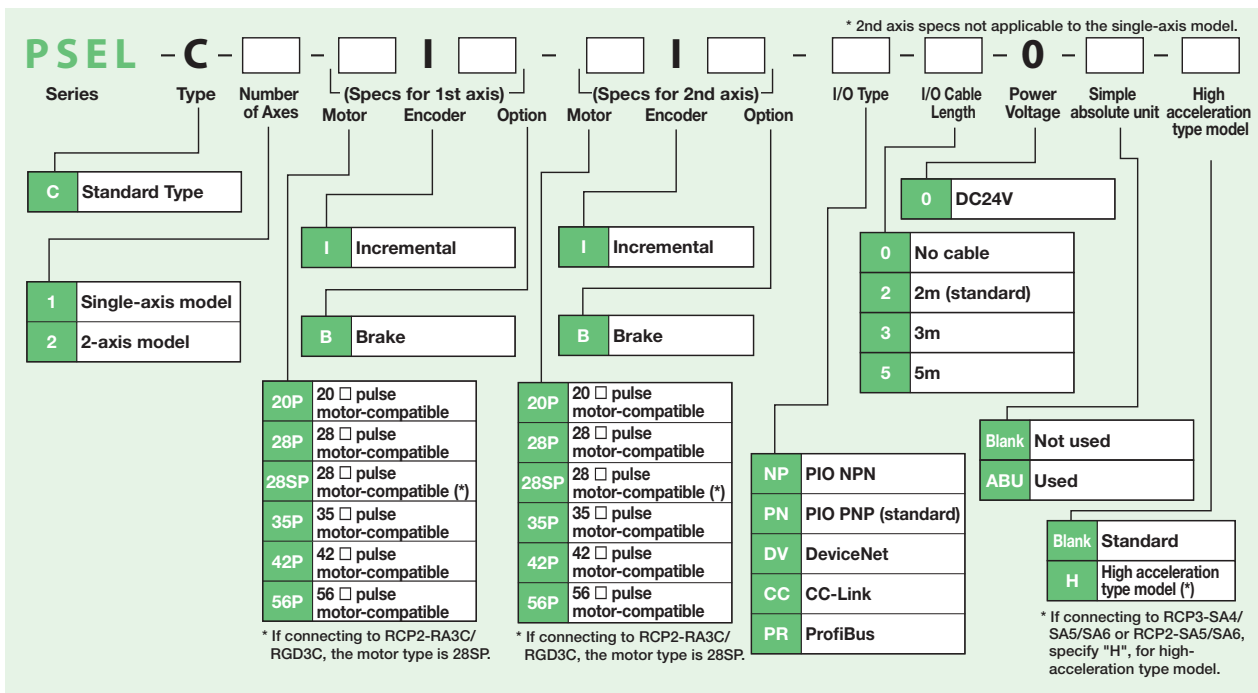 * 2nd axis specs not applicable to the single-axis model.
PSEL – C – – I – I – – – 0 – –
Series
Type
Number
of Axes
(Specs for 1st axis)
Motor
Encoder
Option
(Specs for 2nd axis)
Motor
Encoder
Option
I/O Type
I/O Cable
Length
Power
Voltage
Simple
absolute unit
High
acceleration
type model
C Standard Type
1 Single-axis model
2 2-axis model
I Incremental
B Brake
20P 20 □ pulse
motor-compatible
28P 28 □ pulse
motor-compatible
28SP 28 □ pulse
motor-compatible (*)
35P 35 □ pulse
motor-compatible
42P 42 □ pulse
motor-compatible
56P 56 □ pulse
motor-compatible
* If connecting to RCP2-RA3C/
RGD3C, the motor type is 28SP.
I Incremental
B Brake
20P 20 □ pulse
motor-compatible
28P 28 □ pulse
motor-compatible
28SP 28 □ pulse
motor-compatible (*)
35P 35 □ pulse
motor-compatible
42P 42 □ pulse
motor-compatible
56P 56 □ pulse
motor-compatible
* If connecting to RCP2-RA3C/
RGD3C, the motor type is 28SP.
NP PIO NPN
PN PIO PNP (standard)
DV DeviceNet
CC CC-Link
PR ProfiBus
0 DC24V
0 No cable
2 2m (standard)
3 3m
5 5m
Blank Not used
ABU Used
Blank Standard
H High acceleration
type model (*)
* If connecting to RCP3-SA4/
SA5/SA6 or RCP2-SA5/SA6,
specify "H", for high-
acceleration type model.